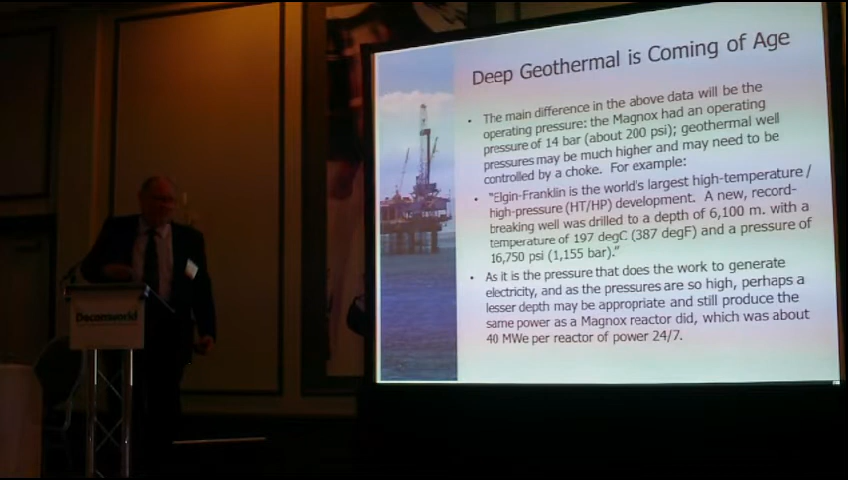 Deep Geothermal is Coming of Age
• The main difference in the above data will be the
operating pressure: the Magnox had an operating
pressure of 14 bar (about 200 psi); geothermal well
pressures may be much higher and may need to be
controlled by a choke. For example:
• "Elgin-Franklin is the world's largest high-temperature /
high-pressure (HT/HP) development. A new, record-
breaking well was drilled to a depth of 6,100 m. with a
temperature of 197 degC (387 degF) and a pressure of
16,750 psi (1,155 bar)."
• As it is the pressure that does the work to generate
electricity, and as the pressures are so high, perhaps a
lesser depth may be appropriate and still produce the
same power as a Magnox reactor did, which was about
40 MWe per reactor of power 24/7.
Decomworld